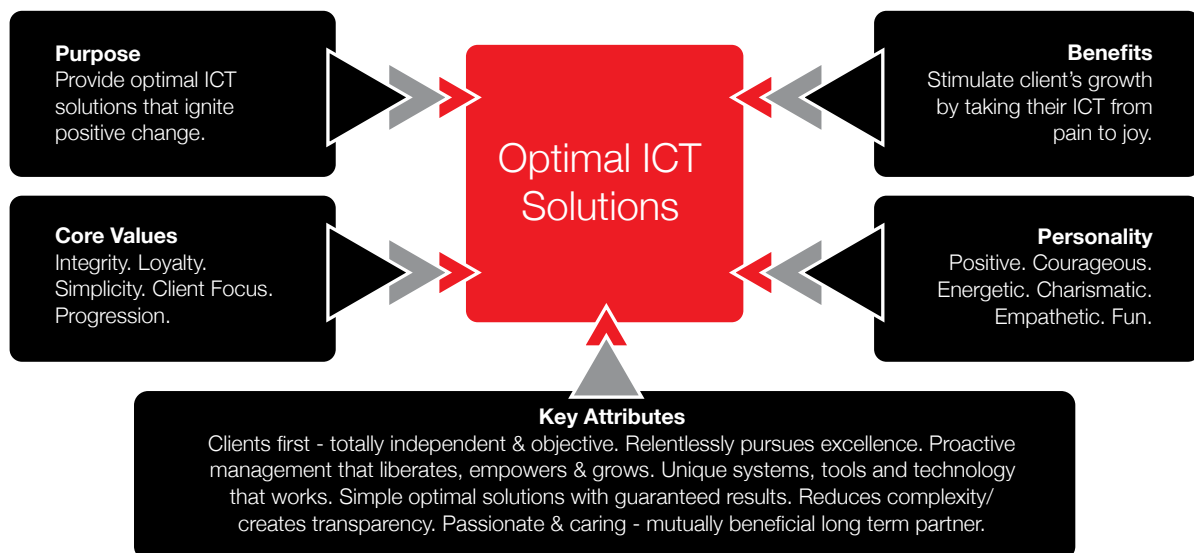 Purpose
Provide optimal ICT
solutions that ignite
positive change.
Benefits
Stimulate client's growth
by taking their ICT from
pain to joy.
Optimal ICT
Solutions
Core Values
Integrity. Loyalty.
Simplicity. Client Focus.
Progression.
Personality
Positive. Courageous.
Energetic. Charismatic.
Empathetic. Fun.
Key Attributes
Clients first - totally independent & objective. Relentlessly pursues excellence. Proactive
management that liberates, empowers & grows. Unique systems, tools and technology
that works. Simple optimal solutions with guaranteed results. Reduces complexity/
creates transparency. Passionate & caring - mutually beneficial long term partner.